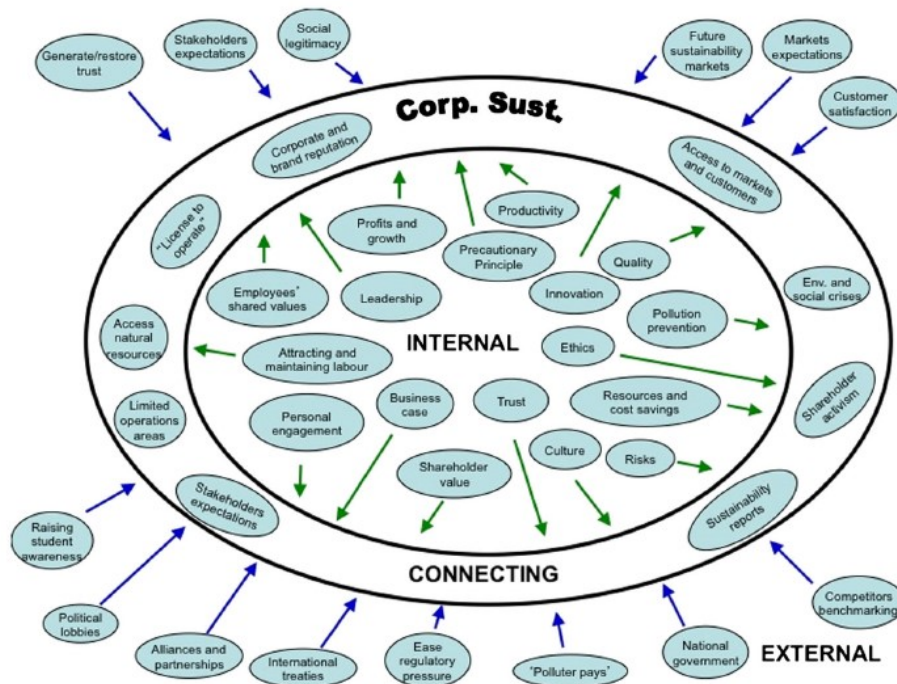 Generate/restore
trust
Stakeholders
expectations
Social
legitimacy
Future
sustainability
markets
Markets
expectations
Customer
satisfaction
Corp. Sust.
Corporate and
brand reputation
Access to markets
and customers
"License to
operate"
Env. and
social crises
Access
natural
resources
Shareholder
activism
Limited
operations
areas
Stakeholders
expectations
Sustainability
reports
CONNECTING
Productivity
Profits and
growth
Precautionary
Principle
Quality
Employees'
shared values
Leadership
Innovation
Pollution
prevention
INTERNAL
Ethics
Attracting and
maintaining labour
Business
case
Trust
Resources and
cost savings
Personal
engagement
Culture
Risks
Shareholder
value
Raising
student
awareness
Political
lobbies
Alliances and
partnerships
International
treaties
Ease
regulatory
pressure
'Polluter pays'
National
government
Competitors
benchmarking
EXTERNAL